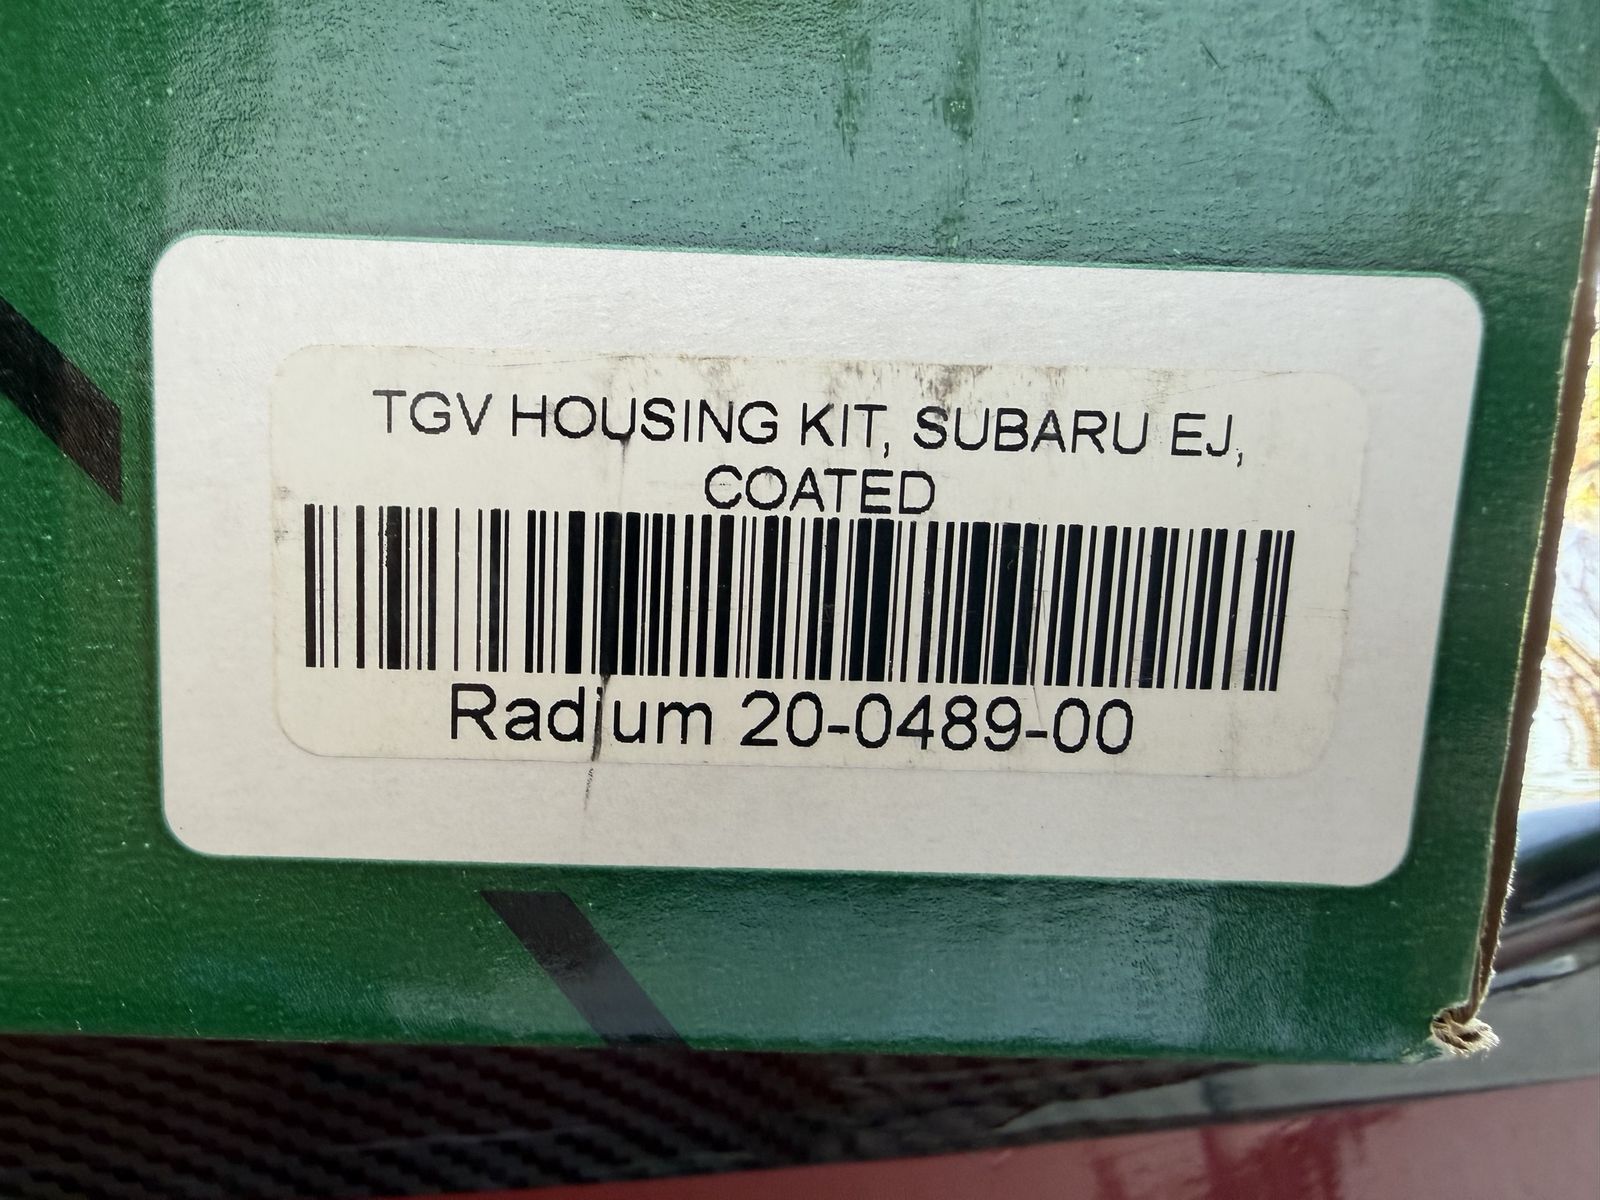 TGV HOUSING KIT, SUBARU EJ,
COATED
Radium 20-0489-00